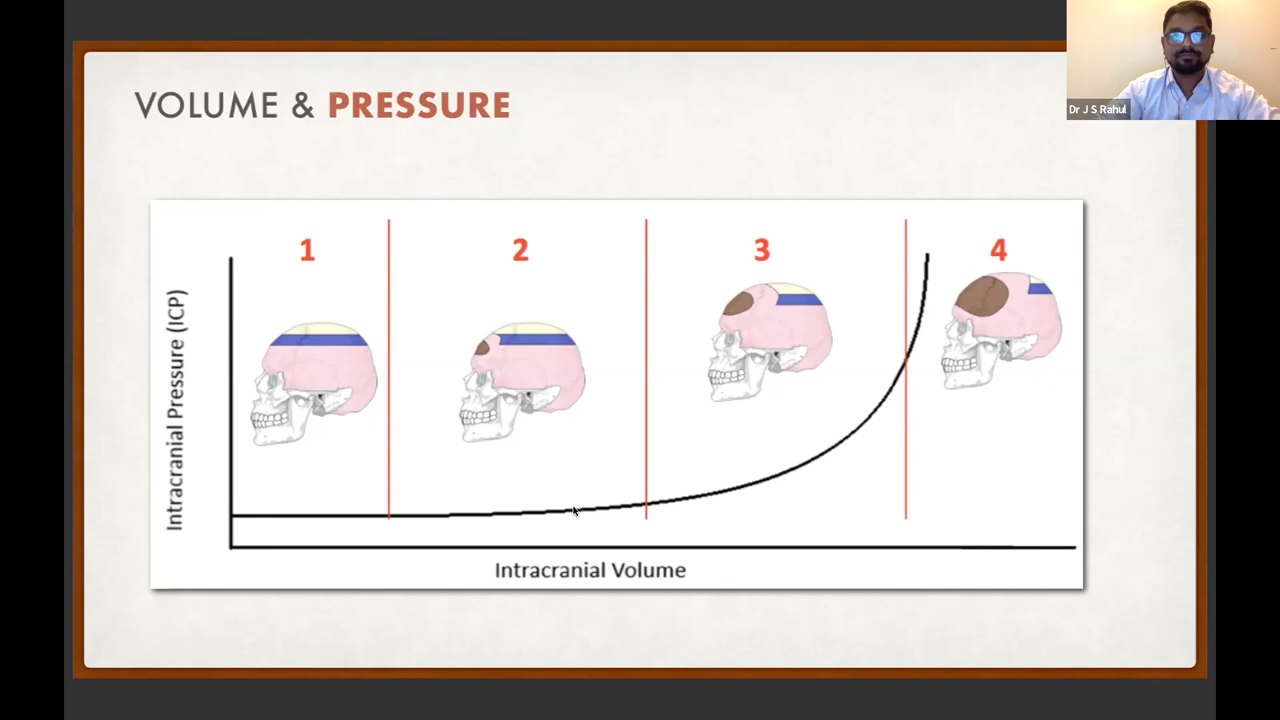 VOLUME & PRESSURE
Dr J S Rahul
1
2
3
4
Intracranial Pressure (ICP)
Intracranial Volume